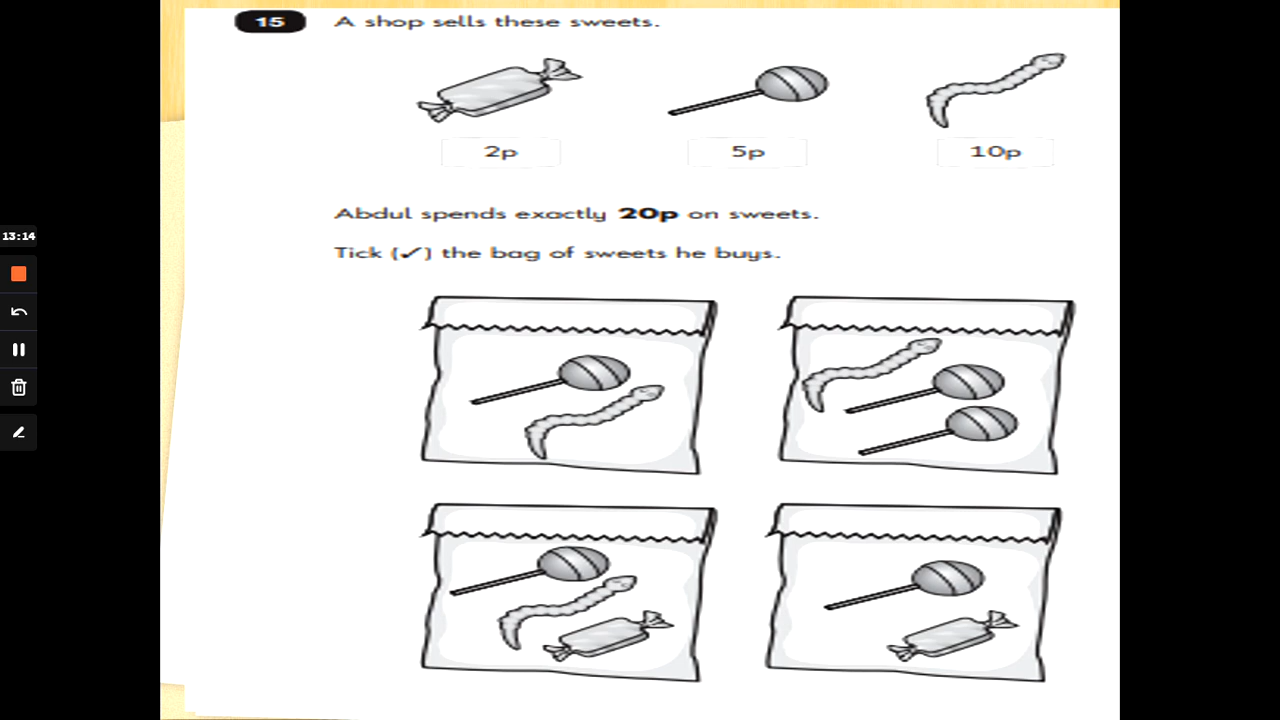 15 A shop sells these sweets.
2p 5p 10p
Abdul spends exactly 20p on sweets.
Tick (✓) the bag of sweets he buys.
13:14